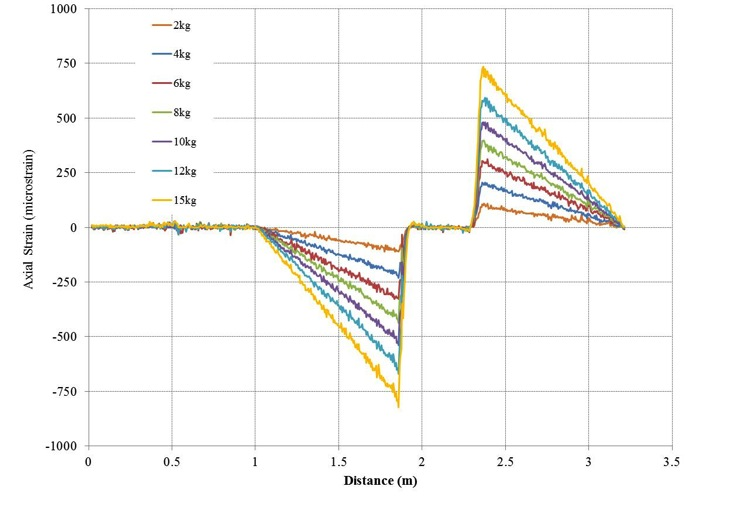 1000
750
500
250
0
-250
-500
-750
-1000
Axial Strain (microstrain)
2kg
4kg
6kg
8kg
10kg
12kg
15kg
0 0.5 1 1.5 2 2.5 3 3.5
Distance (m)